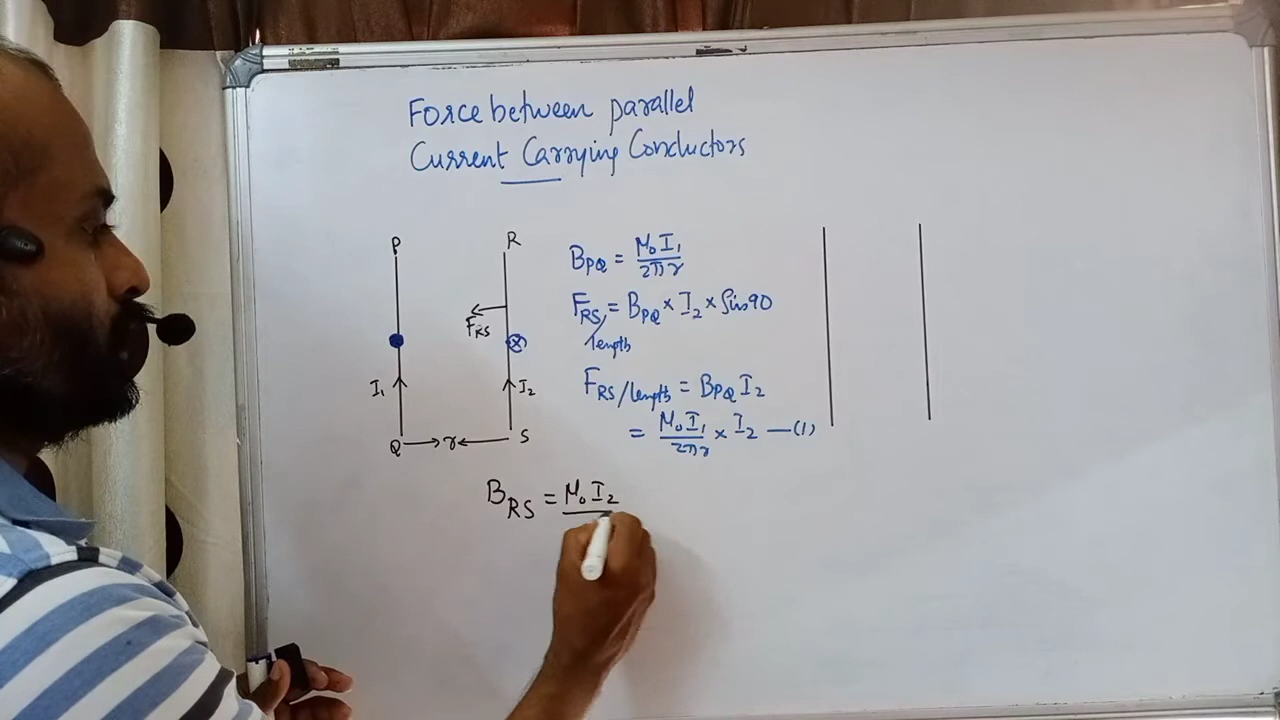 Force between parallel
Current Carrying Conductors
P
R
F_RS
I₁
I₂
Q
r
S
B_PQ = μ₀I₁/2πr
F_RS/length = B_PQ × I₂ × Sin90
F_RS/length = B_PQ I₂
= μ₀I₁/2πr × I₂ —(1)
B_RS = μ₀I₂